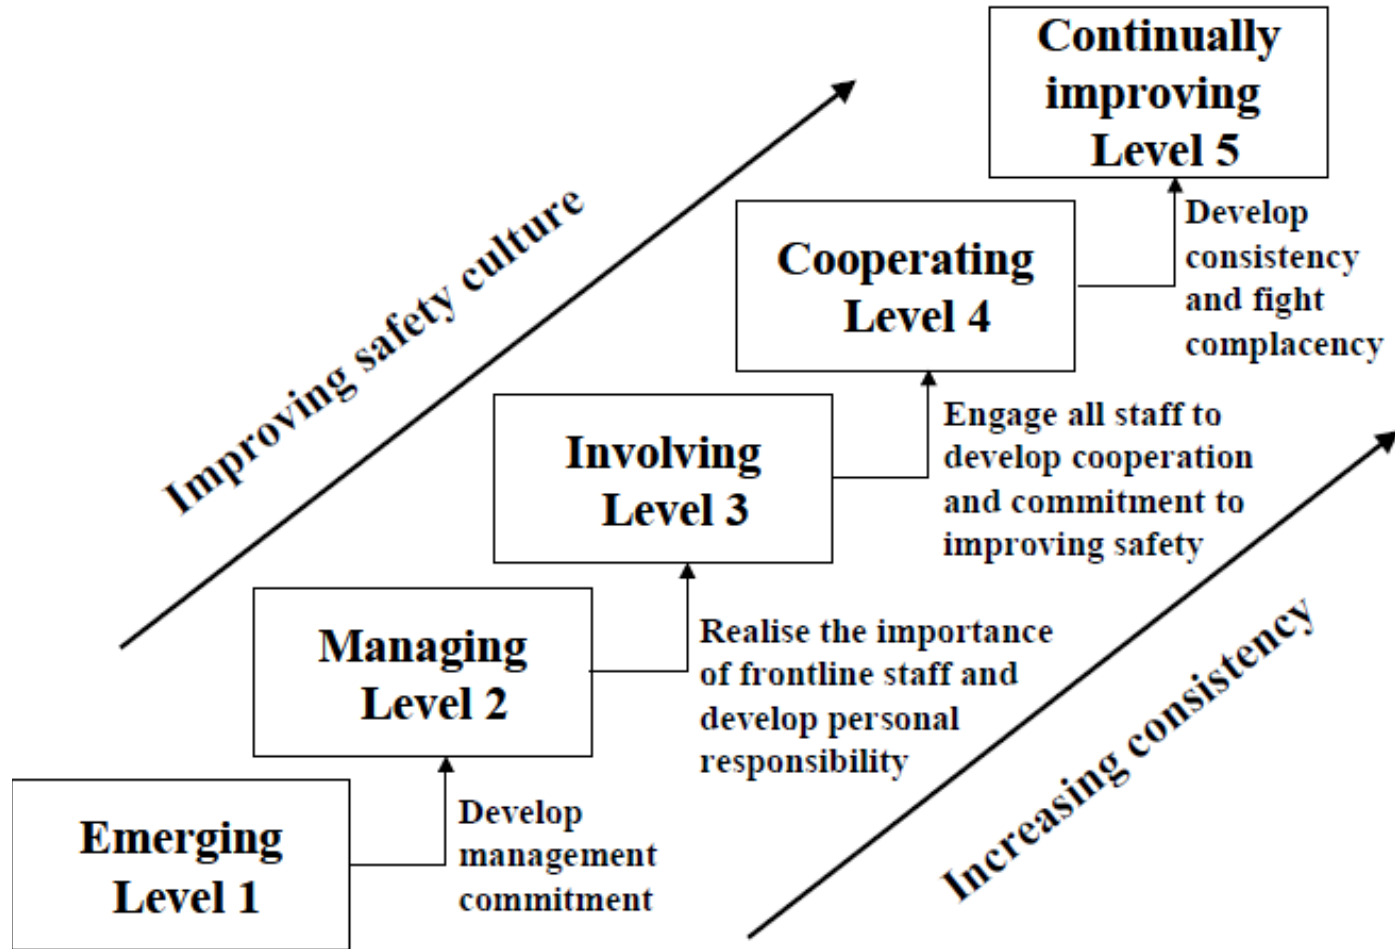 Continually
improving
Level 5
Improving safety culture
Develop
consistency
and fight
complacency
Cooperating
Level 4
Engage all staff to
develop cooperation
and commitment to
improving safety
Involving
Level 3
Realise the importance
of frontline staff and
develop personal
responsibility
Managing
Level 2
Increasing consistency
Develop
management
commitment
Emerging
Level 1